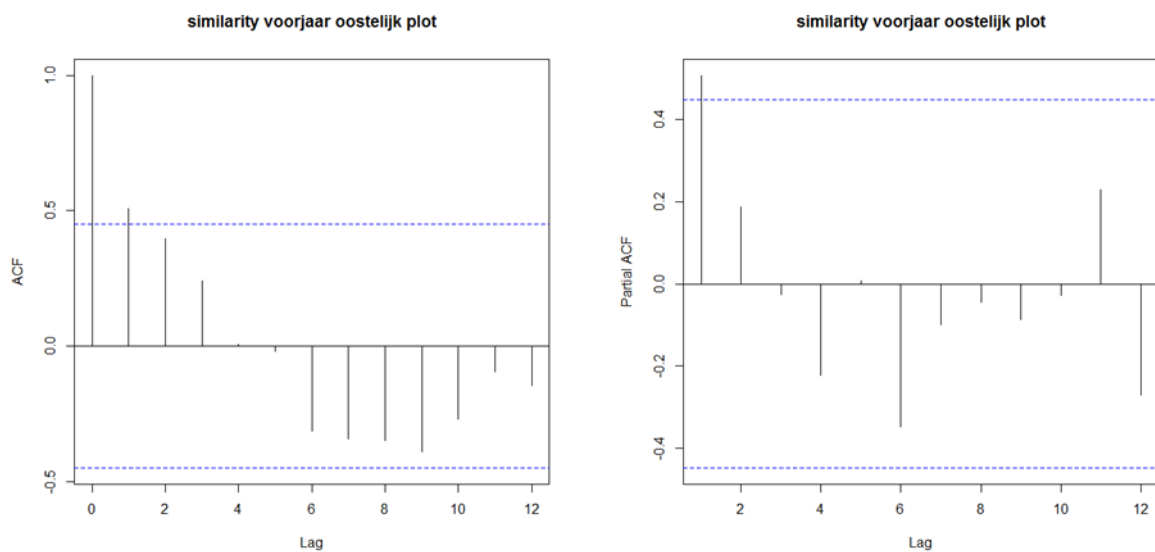 similarity voorjaar oostelijk plot
ACF
1.0
0.5
0.0
-0.5
0 2 4 6 8 10 12
Lag
similarity voorjaar oostelijk plot
Partial ACF
0.4
0.2
0.0
-0.2
-0.4
2 4 6 8 10 12
Lag